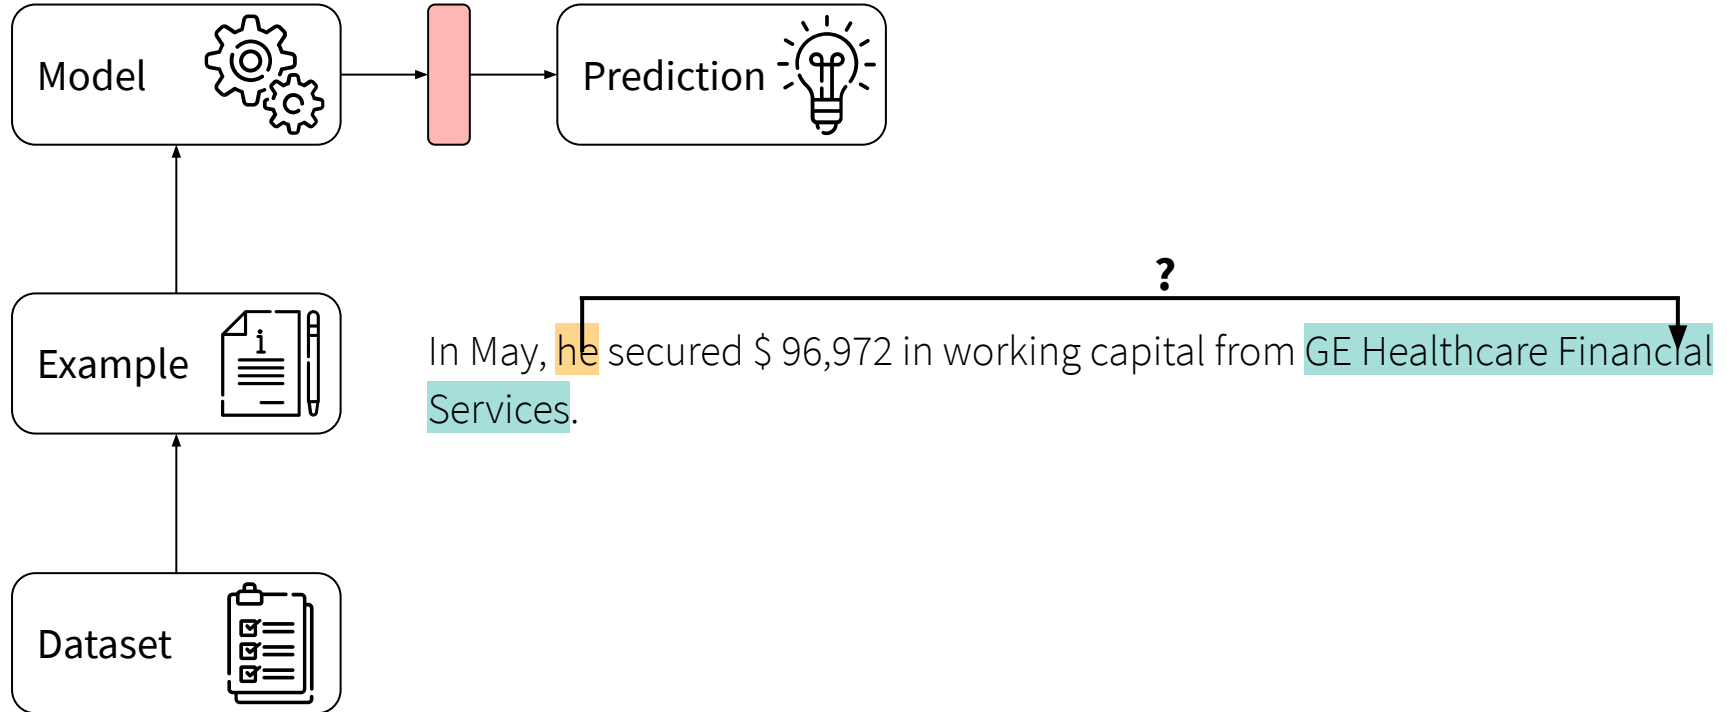 Model
Prediction
?
Example
i
In May, he secured $ 96,972 in working capital from GE Healthcare Financial
Services.
Dataset